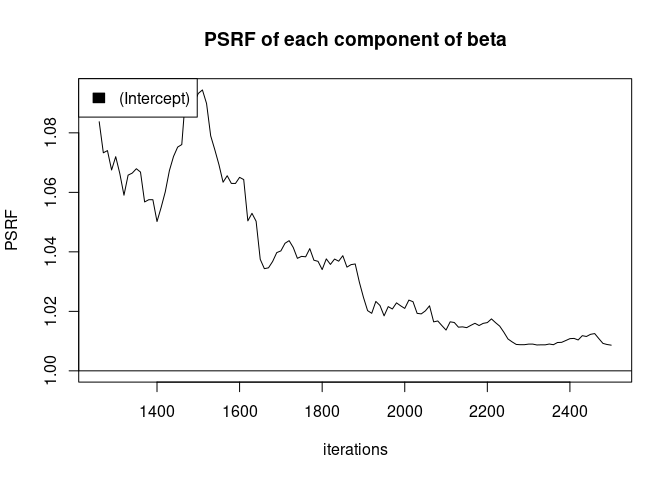 PSRF of each component of beta
(Intercept)
PSRF
1.08
1.06
1.04
1.02
1.00
1400 1600 1800 2000 2200 2400
iterations